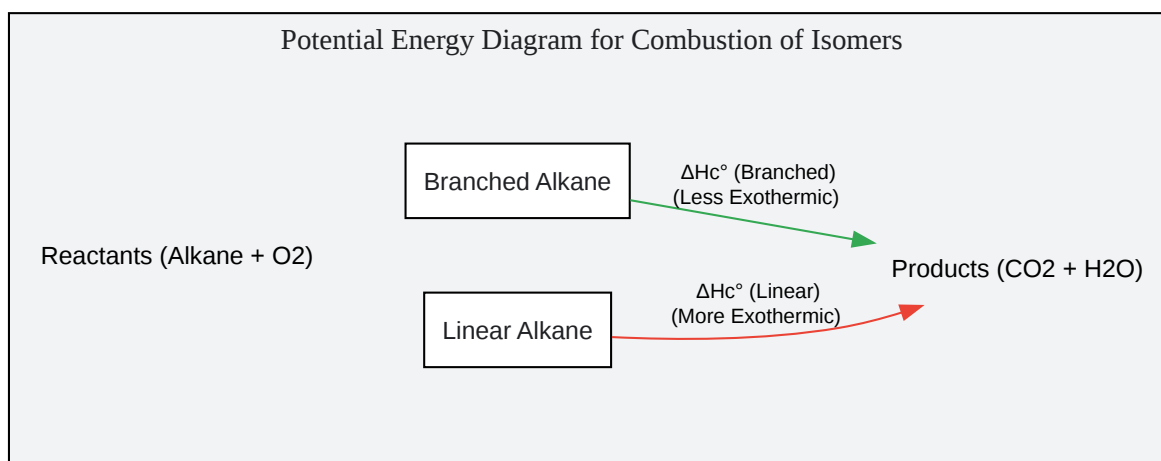 Potential Energy Diagram for Combustion of Isomers
Branched Alkane
ΔHc° (Branched)
(Less Exothermic)
Reactants (Alkane + O2)
Products (CO2 + H2O)
Linear Alkane
ΔHc° (Linear)
(More Exothermic)